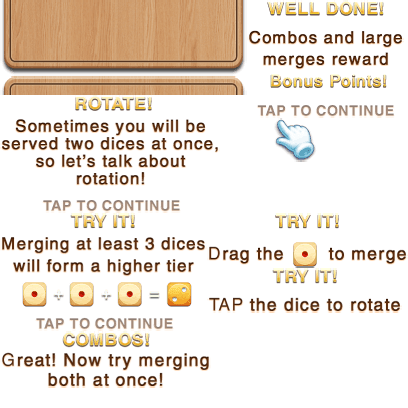 WELL DONE!
Combos and large
merges reward
Bonus Points!
TAP TO CONTINUE
ROTATE!
Sometimes you will be
served two dices at once,
so let's talk about
rotation!
TAP TO CONTINUE
TRY IT!
Merging at least 3 dices
will form a higher tier
+ + =
TAP TO CONTINUE
COMBOS!
Great! Now try merging
both at once!
TRY IT!
Drag the to merge
TRY IT!
TAP the dice to rotate